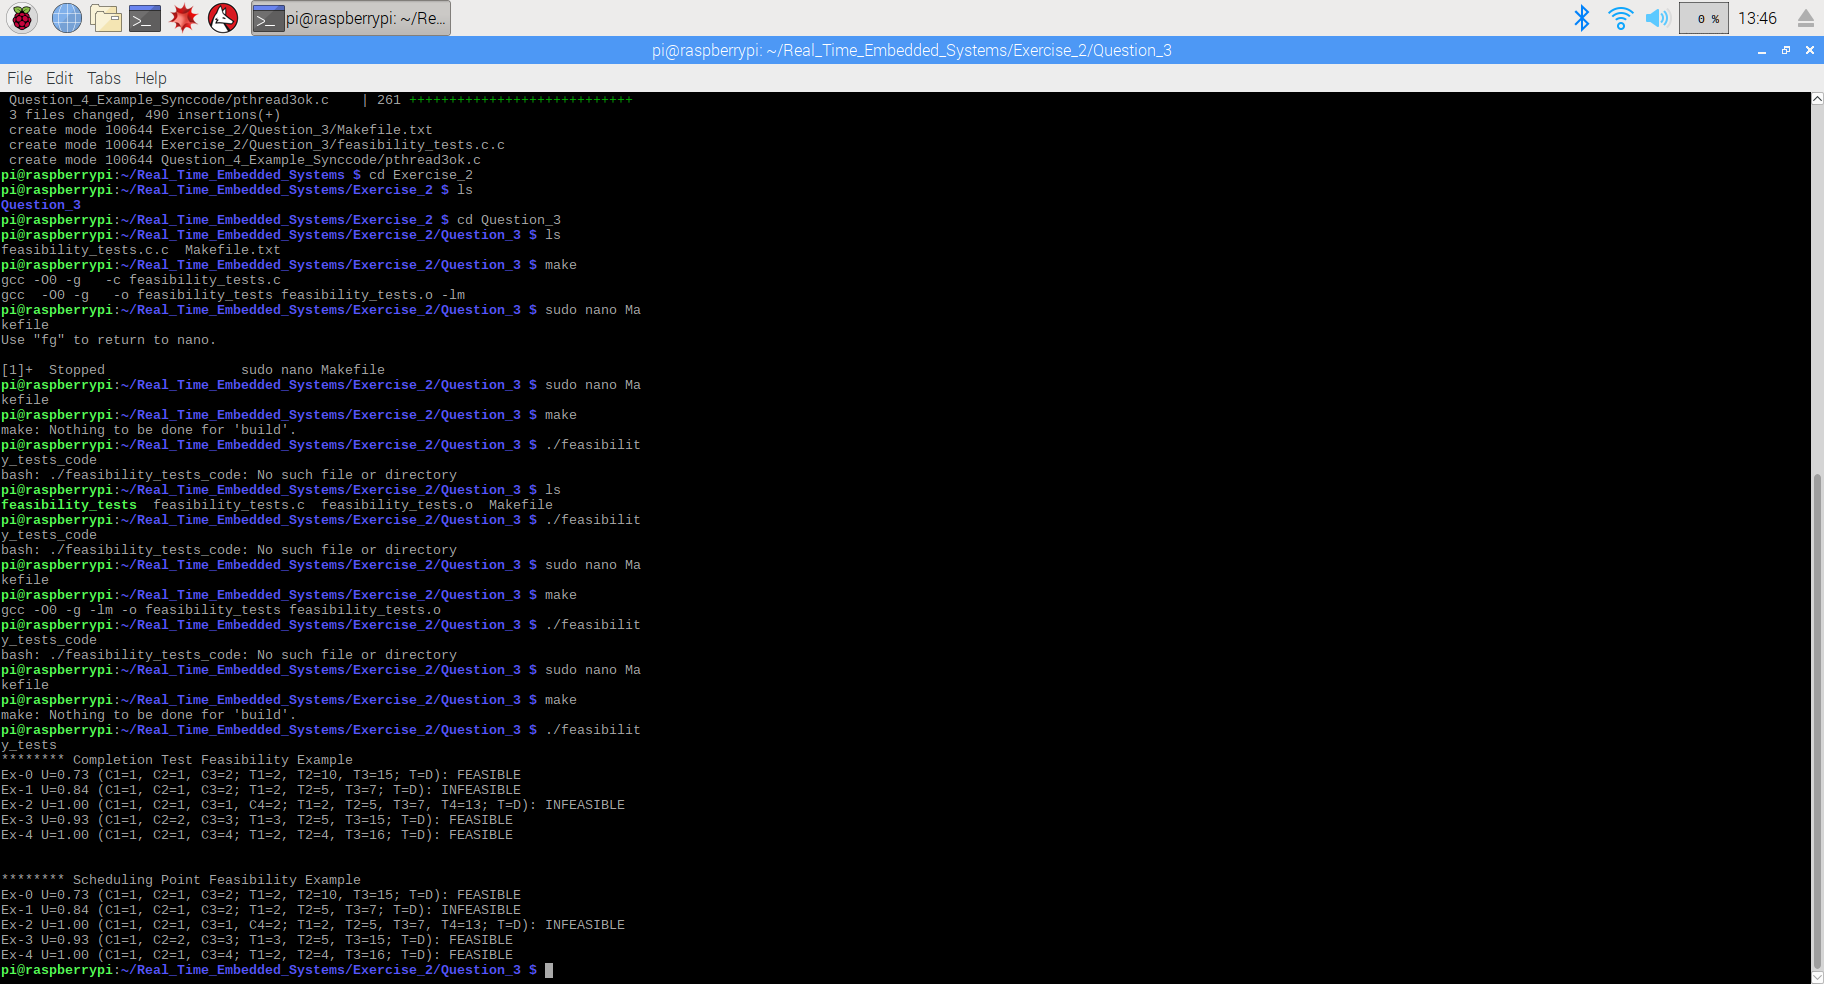 pi@raspberrypi: ~/Re...
0 %
13:46
pi@raspberrypi: ~/Real_Time_Embedded_Systems/Exercise_2/Question_3
File Edit Tabs Help
Question_4_Example_Synccode/pthread3ok.c    | 261 ++++++++++++++++++++++++++++
3 files changed, 490 insertions(+)
create mode 100644 Exercise_2/Question_3/Makefile.txt
create mode 100644 Exercise_2/Question_3/feasibility_tests.c.c
create mode 100644 Question_4_Example_Synccode/pthread3ok.c
pi@raspberrypi:~/Real_Time_Embedded_Systems $ cd Exercise_2
pi@raspberrypi:~/Real_Time_Embedded_Systems/Exercise_2 $ ls
Question_3
pi@raspberrypi:~/Real_Time_Embedded_Systems/Exercise_2 $ cd Question_3
pi@raspberrypi:~/Real_Time_Embedded_Systems/Exercise_2/Question_3 $ ls
feasibility_tests.c.c  Makefile.txt
pi@raspberrypi:~/Real_Time_Embedded_Systems/Exercise_2/Question_3 $ make
gcc -O0 -g   -c feasibility_tests.c
gcc  -O0 -g   -o feasibility_tests feasibility_tests.o -lm
pi@raspberrypi:~/Real_Time_Embedded_Systems/Exercise_2/Question_3 $ sudo nano Ma
kefile
Use "fg" to return to nano.
[1]+  Stopped                 sudo nano Makefile
pi@raspberrypi:~/Real_Time_Embedded_Systems/Exercise_2/Question_3 $ sudo nano Ma
kefile
pi@raspberrypi:~/Real_Time_Embedded_Systems/Exercise_2/Question_3 $ make
make: Nothing to be done for 'build'.
pi@raspberrypi:~/Real_Time_Embedded_Systems/Exercise_2/Question_3 $ ./feasibilit
y_tests_code
bash: ./feasibility_tests_code: No such file or directory
pi@raspberrypi:~/Real_Time_Embedded_Systems/Exercise_2/Question_3 $ ls
feasibility_tests  feasibility_tests.c  feasibility_tests.o  Makefile
pi@raspberrypi:~/Real_Time_Embedded_Systems/Exercise_2/Question_3 $ ./feasibilit
y_tests_code
bash: ./feasibility_tests_code: No such file or directory
pi@raspberrypi:~/Real_Time_Embedded_Systems/Exercise_2/Question_3 $ sudo nano Ma
kefile
pi@raspberrypi:~/Real_Time_Embedded_Systems/Exercise_2/Question_3 $ make
gcc -O0 -g -lm -o feasibility_tests feasibility_tests.o
pi@raspberrypi:~/Real_Time_Embedded_Systems/Exercise_2/Question_3 $ ./feasibilit
y_tests_code
bash: ./feasibility_tests_code: No such file or directory
pi@raspberrypi:~/Real_Time_Embedded_Systems/Exercise_2/Question_3 $ sudo nano Ma
kefile
pi@raspberrypi:~/Real_Time_Embedded_Systems/Exercise_2/Question_3 $ make
make: Nothing to be done for 'build'.
pi@raspberrypi:~/Real_Time_Embedded_Systems/Exercise_2/Question_3 $ ./feasibilit
y_tests
******** Completion Test Feasibility Example
Ex-0 U=0.73 (C1=1, C2=1, C3=2; T1=2, T2=10, T3=15; T=D): FEASIBLE
Ex-1 U=0.84 (C1=1, C2=1, C3=2; T1=2, T2=5, T3=7; T=D): INFEASIBLE
Ex-2 U=1.00 (C1=1, C2=1, C3=1, C4=2; T1=2, T2=5, T3=7, T4=13; T=D): INFEASIBLE
Ex-3 U=0.93 (C1=1, C2=2, C3=3; T1=3, T2=5, T3=15; T=D): FEASIBLE
Ex-4 U=1.00 (C1=1, C2=1, C3=4; T1=2, T2=4, T3=16; T=D): FEASIBLE
******** Scheduling Point Feasibility Example
Ex-0 U=0.73 (C1=1, C2=1, C3=2; T1=2, T2=10, T3=15; T=D): FEASIBLE
Ex-1 U=0.84 (C1=1, C2=1, C3=2; T1=2, T2=5, T3=7; T=D): INFEASIBLE
Ex-2 U=1.00 (C1=1, C2=1, C3=1, C4=2; T1=2, T2=5, T3=7, T4=13; T=D): INFEASIBLE
Ex-3 U=0.93 (C1=1, C2=2, C3=3; T1=3, T2=5, T3=15; T=D): FEASIBLE
Ex-4 U=1.00 (C1=1, C2=1, C3=4; T1=2, T2=4, T3=16; T=D): FEASIBLE
pi@raspberrypi:~/Real_Time_Embedded_Systems/Exercise_2/Question_3 $